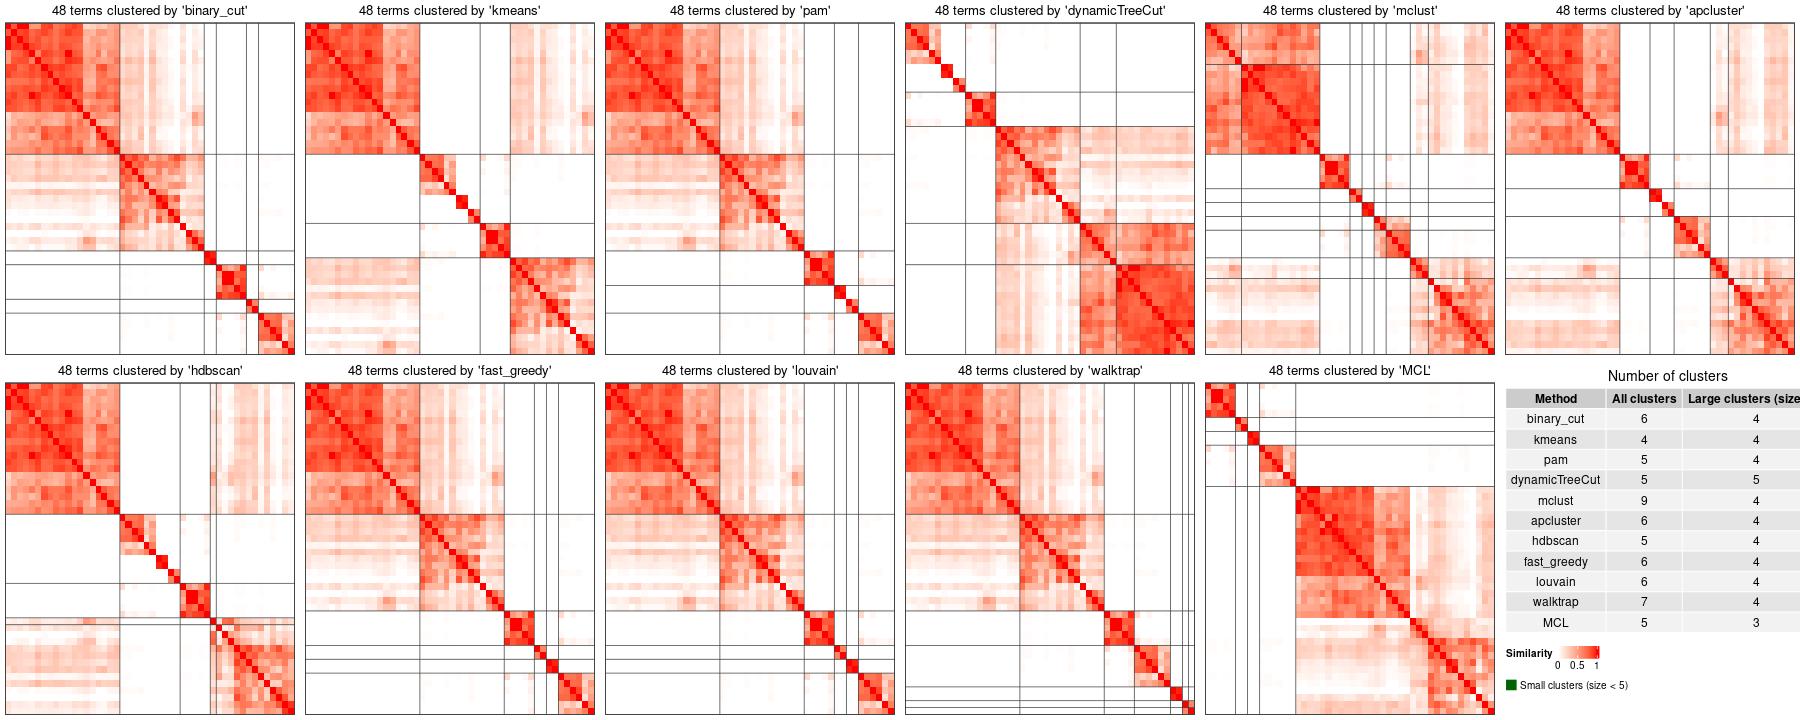 48 terms clustered by 'binary_cut'
48 terms clustered by 'kmeans'
48 terms clustered by 'pam'
48 terms clustered by 'dynamicTreeCut'
48 terms clustered by 'mclust'
48 terms clustered by 'apcluster'
48 terms clustered by 'hdbscan'
48 terms clustered by 'fast_greedy'
48 terms clustered by 'louvain'
48 terms clustered by 'walktrap'
48 terms clustered by 'MCL'
Number of clusters
Method All clusters Large clusters (size
binary_cut 6 4
kmeans 4 4
pam 5 4
dynamicTreeCut 5 5
mclust 9 4
apcluster 6 4
hdbscan 5 4
fast_greedy 6 4
louvain 6 4
walktrap 7 4
MCL 5 3
Similarity
0 0.5 1
Small clusters (size < 5)